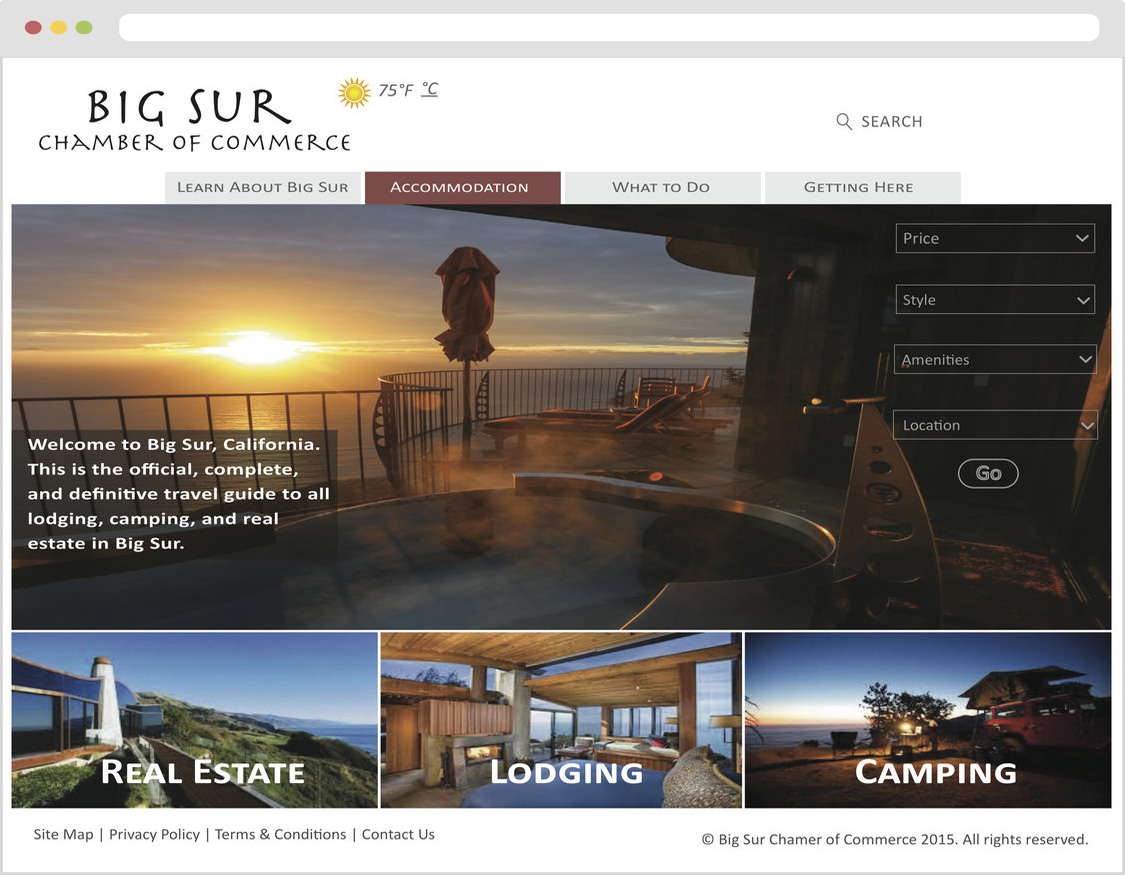 BIG SUR
CHAMBER OF COMMERCE
75°F °C
SEARCH
Learn About Big Sur
Accommodation
What to Do
Getting Here
Price
Style
Amenities
Location
Go
Welcome to Big Sur, California.
This is the official, complete,
and definitive travel guide to all
lodging, camping, and real
estate in Big Sur.
Real Estate
Lodging
Camping
Site Map | Privacy Policy | Terms & Conditions | Contact Us
© Big Sur Chamer of Commerce 2015. All rights reserved.